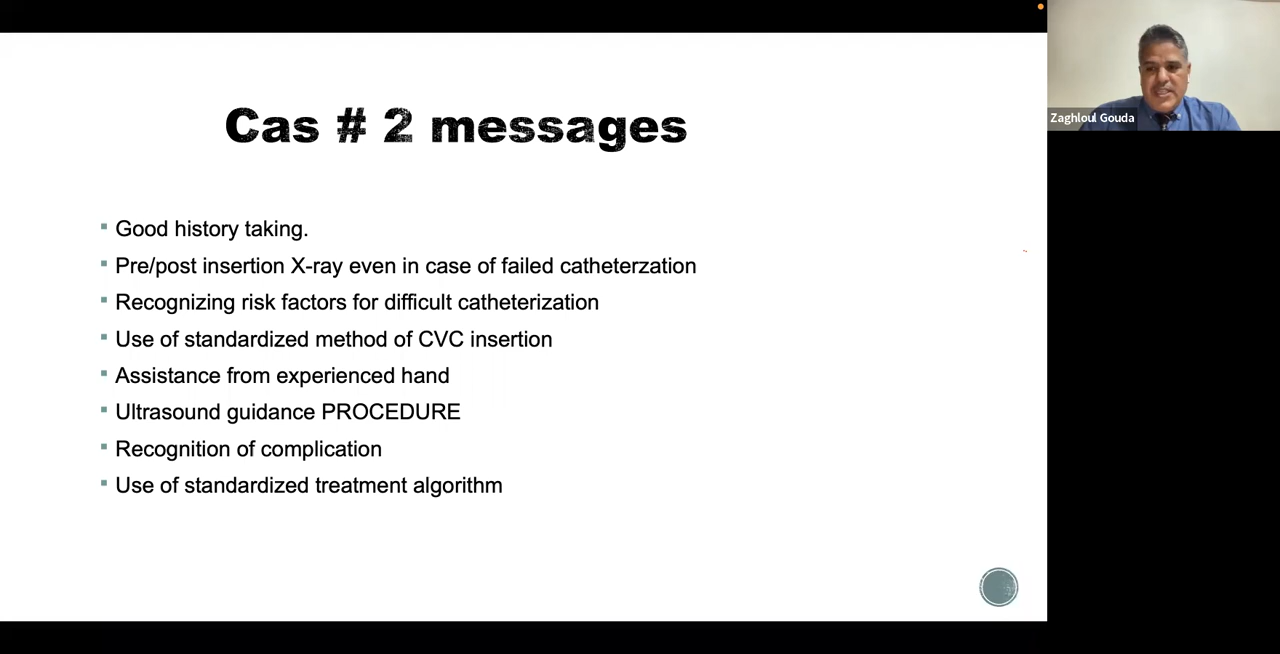 Cas # 2 messages
Good history taking.
Pre/post insertion X-ray even in case of failed catheterzation
Recognizing risk factors for difficult catheterization
Use of standardized method of CVC insertion
Assistance from experienced hand
Ultrasound guidance PROCEDURE
Recognition of complication
Use of standardized treatment algorithm
Zaghloul Gouda